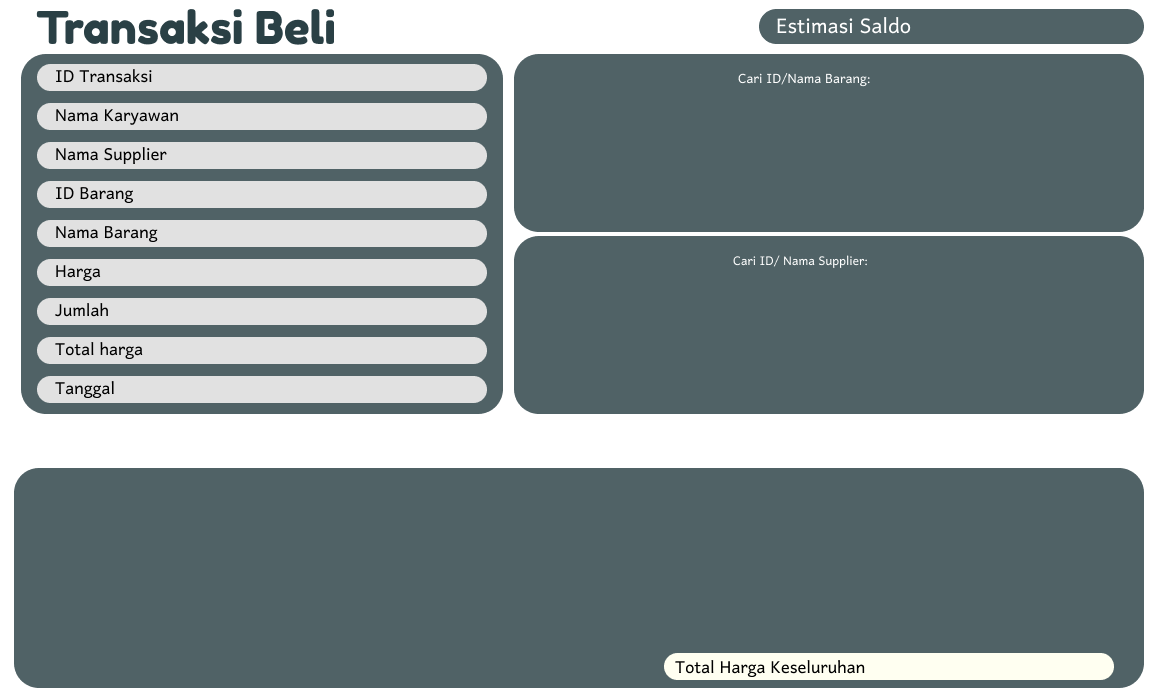 Transaksi Beli
Estimasi Saldo
ID Transaksi
Nama Karyawan
Nama Supplier
ID Barang
Nama Barang
Harga
Jumlah
Total harga
Tanggal
Cari ID/Nama Barang:
Cari ID/ Nama Supplier:
Total Harga Keseluruhan